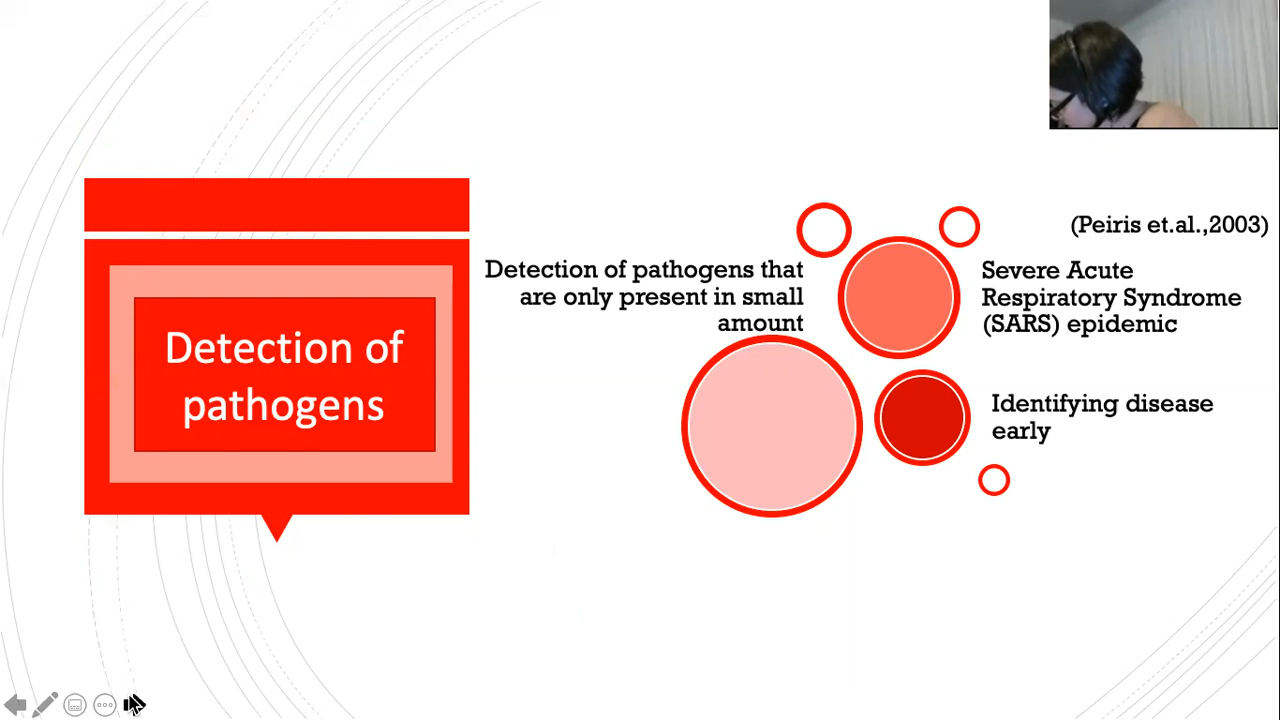 Detection of
pathogens
Detection of pathogens that
are only present in small
amount
(Peiris et.al.,2003)
Severe Acute
Respiratory Syndrome
(SARS) epidemic
Identifying disease
early